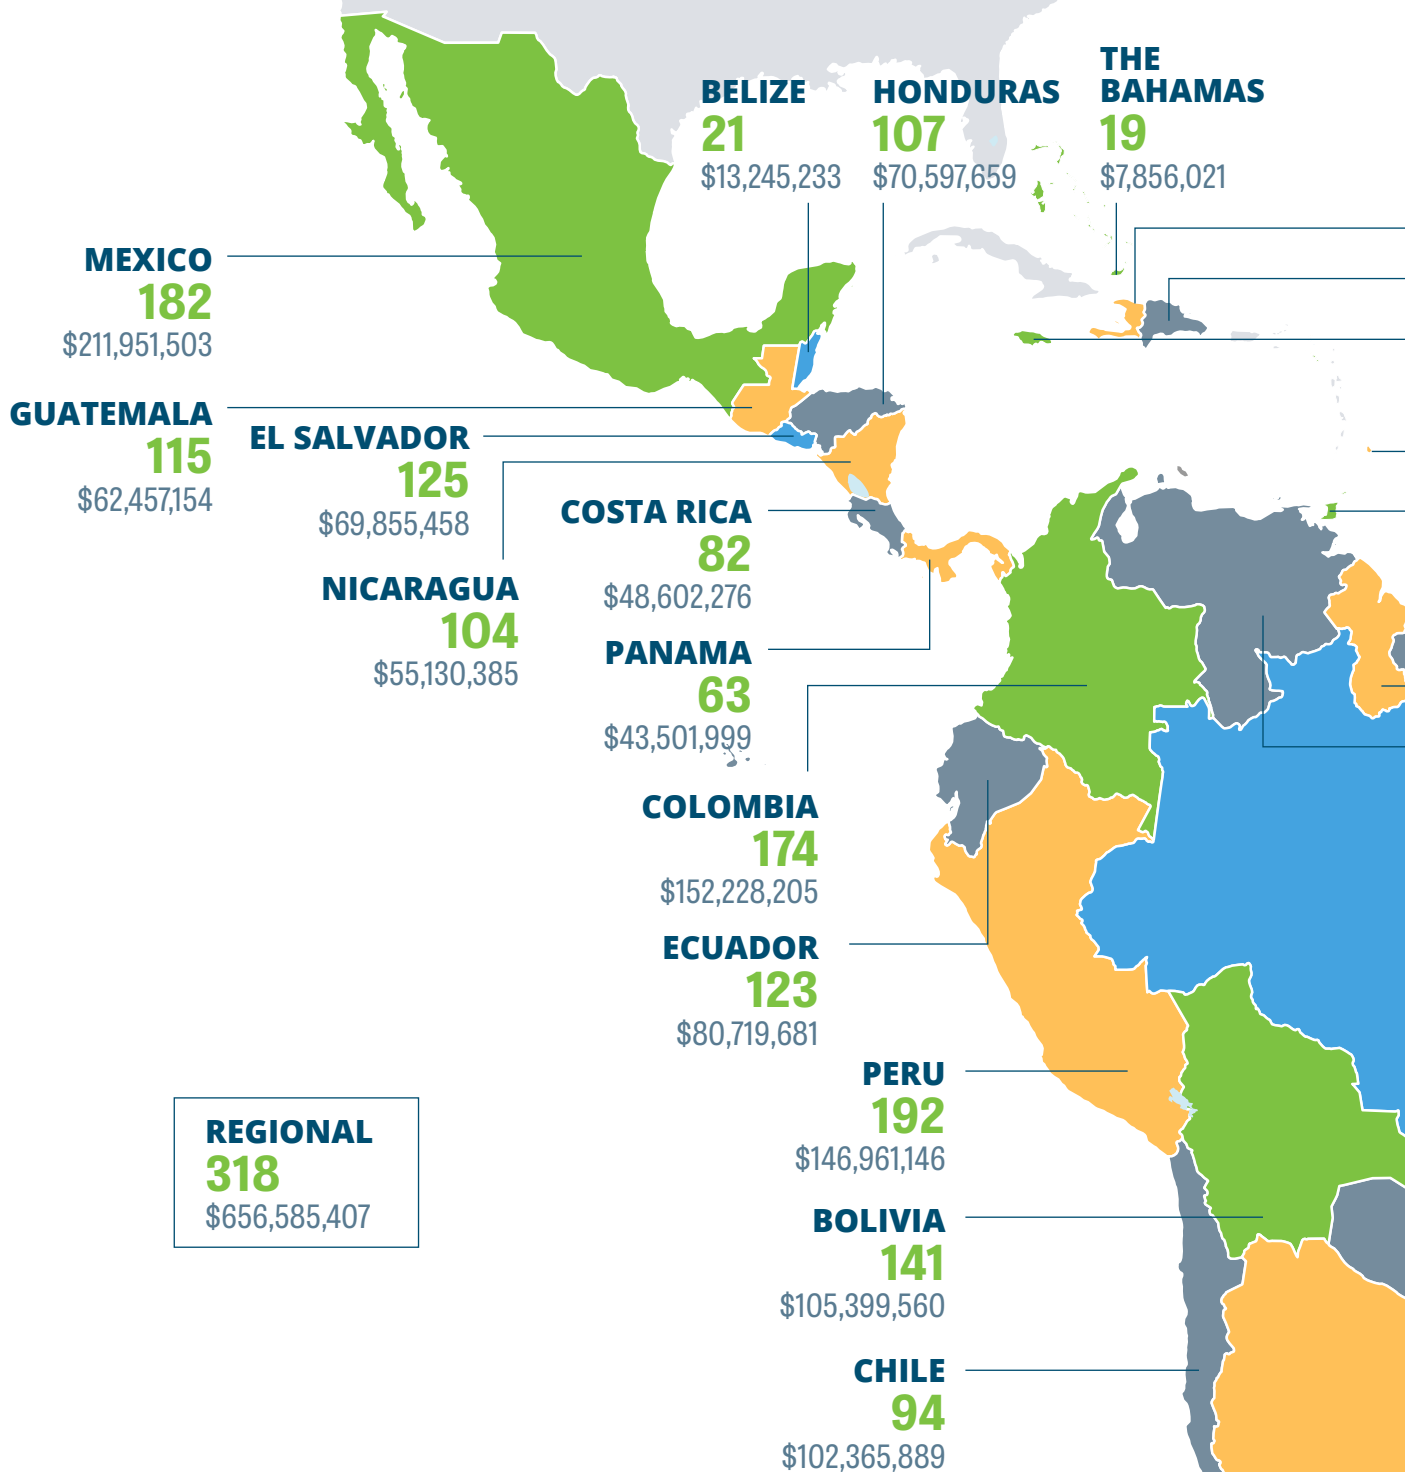 THE
BAHAMAS
19
$7,856,021
BELIZE
21
$13,245,233
HONDURAS
107
$70,597,659
MEXICO
182
$211,951,503
GUATEMALA
115
$62,457,154
EL SALVADOR
125
$69,855,458
COSTA RICA
82
$48,602,276
NICARAGUA
104
$55,130,385
PANAMA
63
$43,501,999
COLOMBIA
174
$152,228,205
ECUADOR
123
$80,719,681
PERU
192
$146,961,146
REGIONAL
318
$656,585,407
BOLIVIA
141
$105,399,560
CHILE
94
$102,365,889